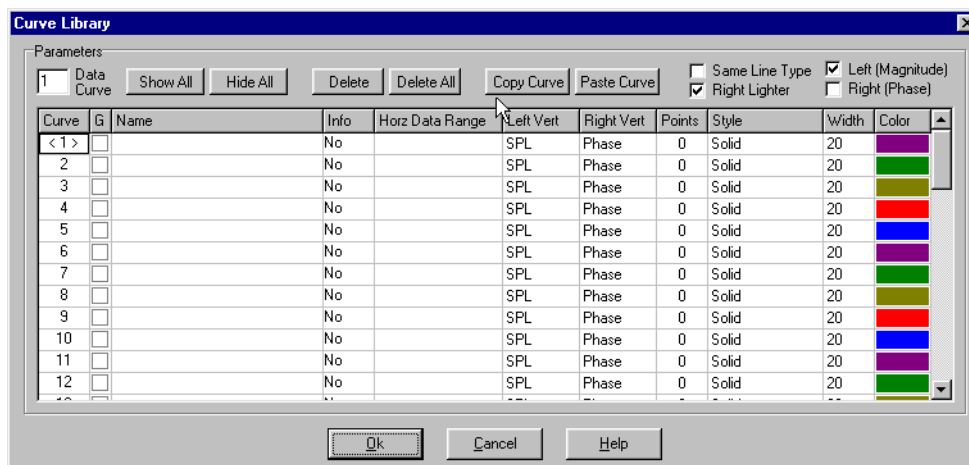 Curve Library
Parameters
1 Data Curve Show All Hide All Delete Delete All Copy Curve Paste Curve Same Line Type Left (Magnitude)
Right Lighter Right (Phase)
Curve G Name Info Horz Data Range Left Vert Right Vert Points Style Width Color
<1> No SPL Phase 0 Solid 20
2 No SPL Phase 0 Solid 20
3 No SPL Phase 0 Solid 20
4 No SPL Phase 0 Solid 20
5 No SPL Phase 0 Solid 20
6 No SPL Phase 0 Solid 20
7 No SPL Phase 0 Solid 20
8 No SPL Phase 0 Solid 20
9 No SPL Phase 0 Solid 20
10 No SPL Phase 0 Solid 20
11 No SPL Phase 0 Solid 20
12 No SPL Phase 0 Solid 20
Ok Cancel Help